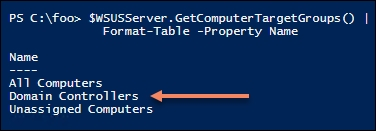 PS C:\foo> $WSUSServer.GetComputerTargetGroups() |
Format-Table -Property Name
Name
----
All Computers
Domain Controllers
Unassigned Computers